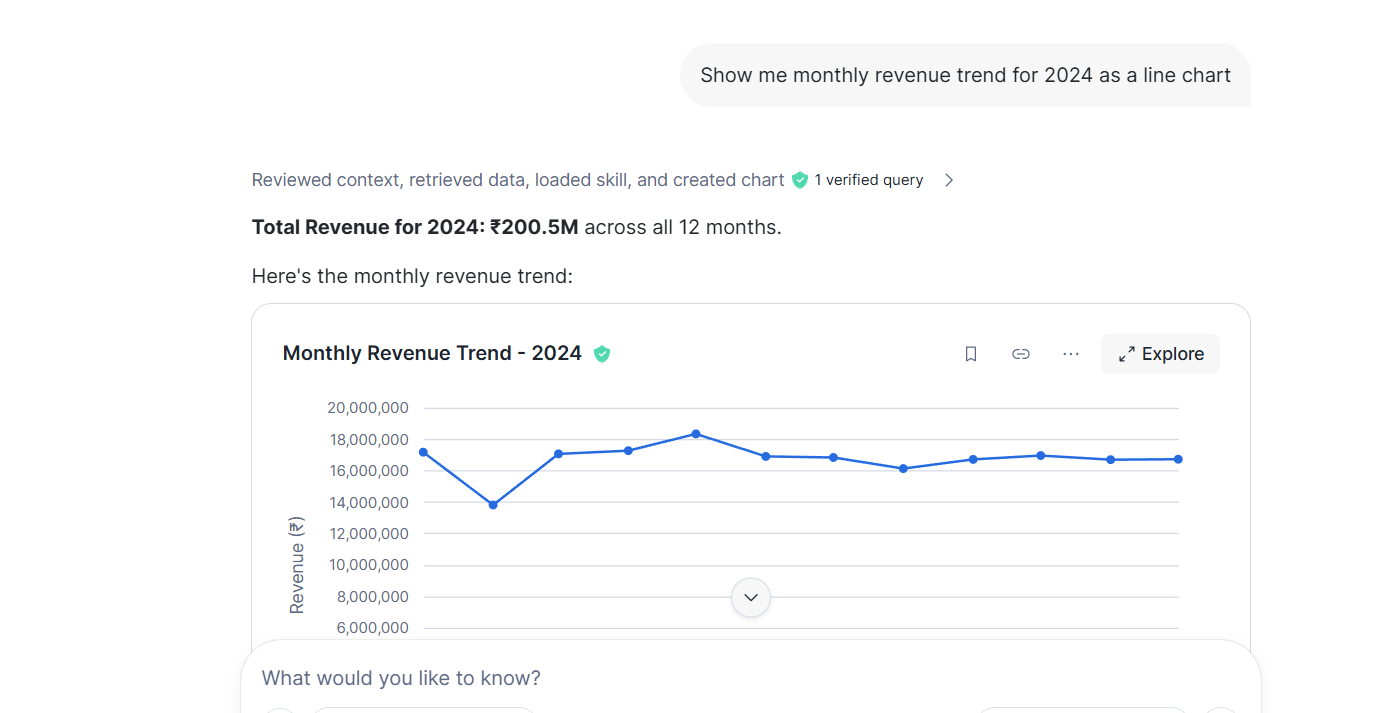 Show me monthly revenue trend for 2024 as a line chart
Reviewed context, retrieved data, loaded skill, and created chart 1 verified query
Total Revenue for 2024: ₹200.5M across all 12 months.
Here's the monthly revenue trend:
Monthly Revenue Trend - 2024
Explore
20,000,000
18,000,000
16,000,000
14,000,000
12,000,000
10,000,000
8,000,000
6,000,000
Revenue (₹)
What would you like to know?